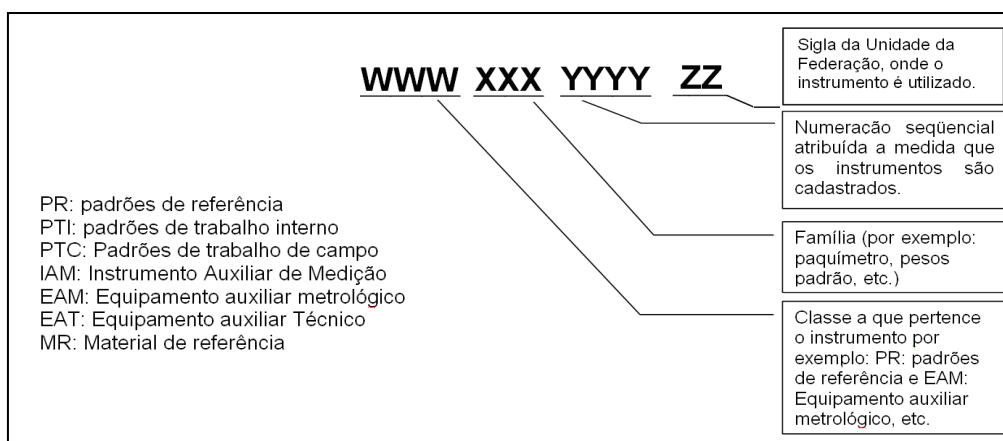 WWW XXX YYYY ZZ
Sigla da Unidade da
Federação, onde o
instrumento é utilizado.
Numeração seqüencial
atribuída a medida que
os instrumentos são
cadastrados.
Família (por exemplo:
paquímetro, pesos
padrão, etc.)
Classe a que pertence
o instrumento por
exemplo: PR: padrões
de referência e EAM:
Equipamento auxiliar
metrológico, etc.
PR: padrões de referência
PTI: padrões de trabalho interno
PTC: Padrões de trabalho de campo
IAM: Instrumento Auxiliar de Medição
EAM: Equipamento auxiliar metrológico
EAT: Equipamento auxiliar Técnico
MR: Material de referência